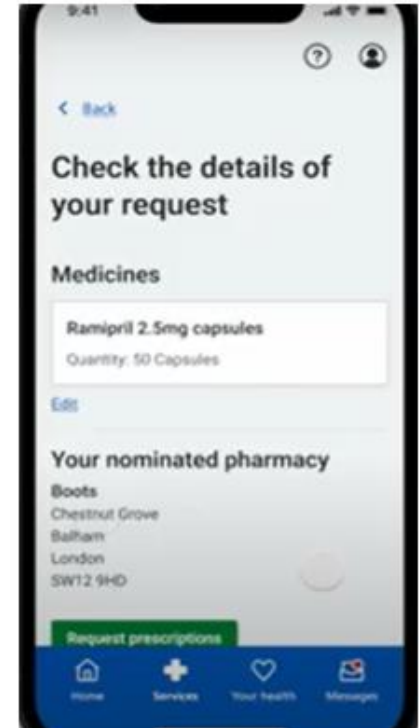 9:41
Back
Check the details of
your request
Medicines
Ramipril 2.5mg capsules
Quantity: 50 Capsules
Edit
Your nominated pharmacy
Boots
Chestnut Grove
Balham
London
SW12 9HD
Request prescriptions
Home Services Your health Messages